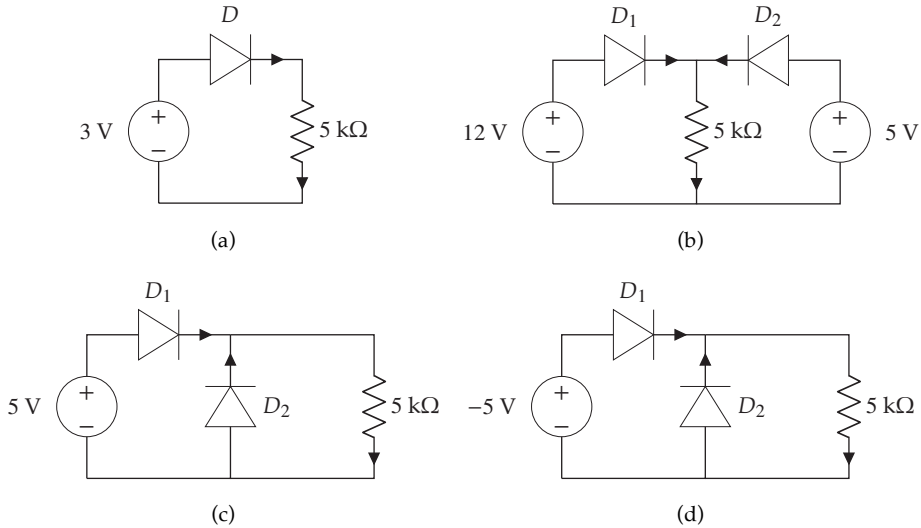 D
3 V
+
−
5 kΩ
(a)
D₁ D₂
12 V
+
−
5 kΩ
+
−
5 V
(b)
D₁
5 V
+
−
D₂
5 kΩ
(c)
D₁
−5 V
+
−
D₂
5 kΩ
(d)